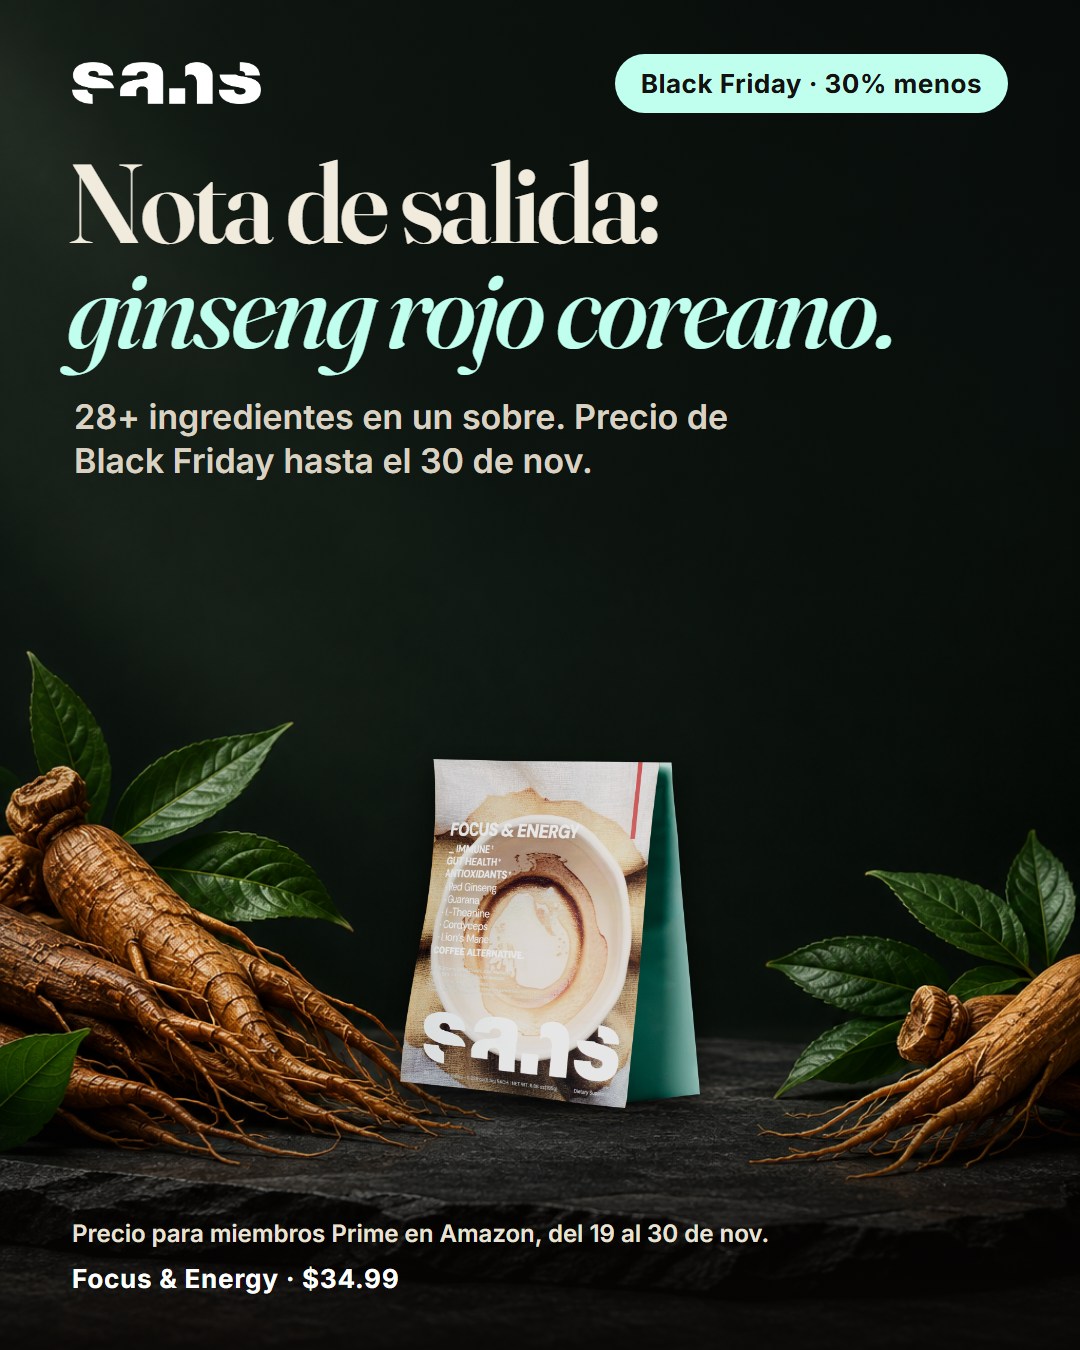 sans
Black Friday · 30% menos
Nota de salida:
ginseng rojo coreano.
28+ ingredientes en un sobre. Precio de
Black Friday hasta el 30 de nov.
FOCUS & ENERGY
IMMUNE
GUT HEALTH
ANTIOXIDANTS
Red Ginseng
Guarana
L-Theanine
Cordyceps
Lion's Mane
COFFEE ALTERNATIVE.
sans
Precio para miembros Prime en Amazon, del 19 al 30 de nov.
Focus & Energy · $34.99